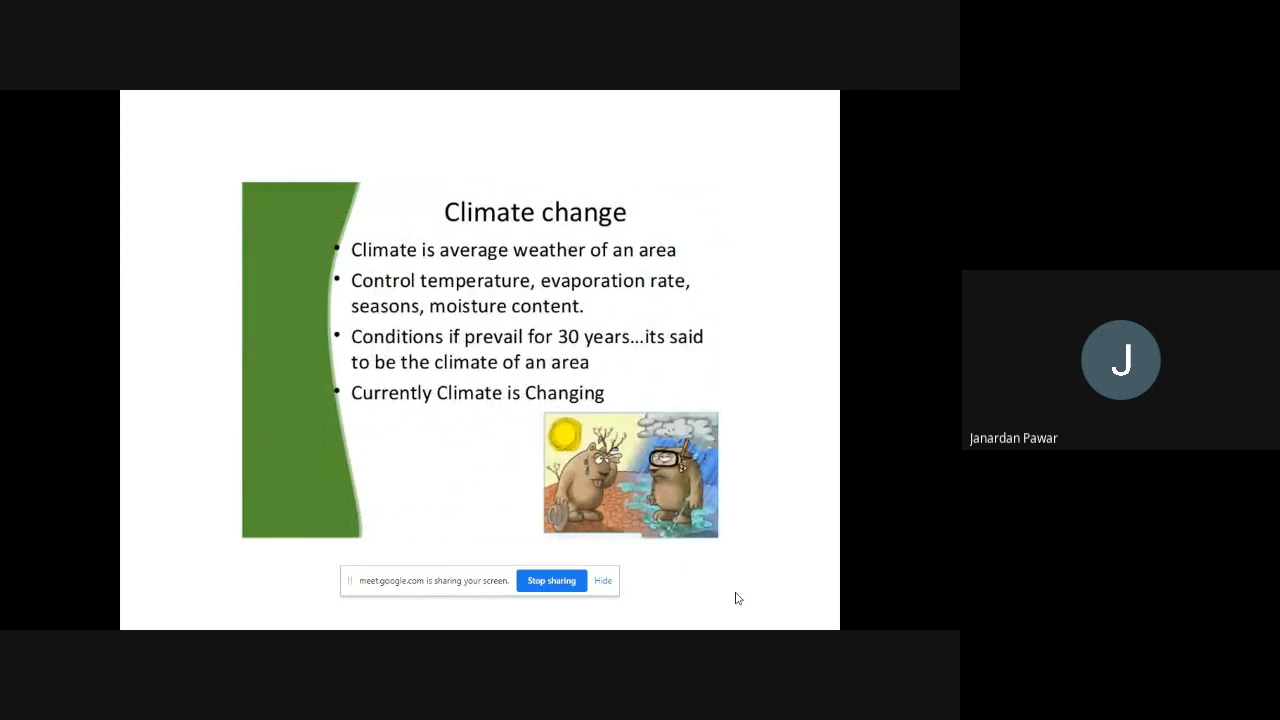 Climate change
• Climate is average weather of an area
• Control temperature, evaporation rate,
seasons, moisture content.
• Conditions if prevail for 30 years...its said
to be the climate of an area
• Currently Climate is Changing
meet.google.com is sharing your screen.
Stop sharing
Hide
J
Janardan Pawar